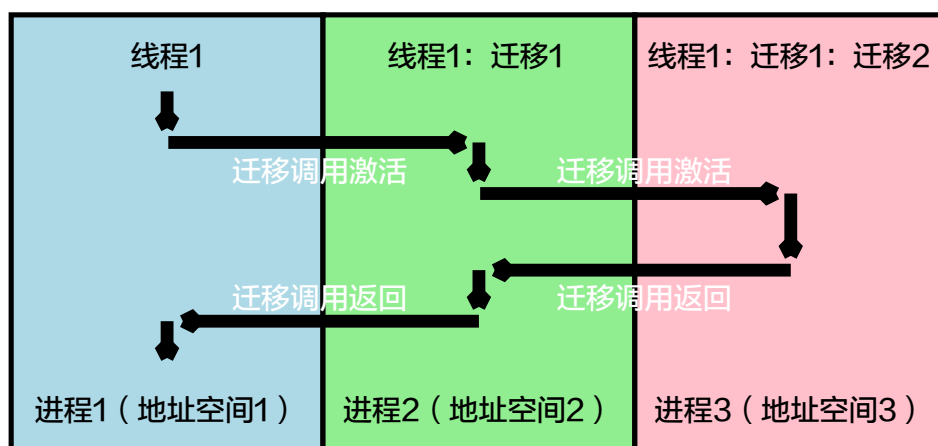 线程1
线程1：迁移1
线程1：迁移1：迁移2
迁移调用激活
迁移调用激活
迁移调用返回
迁移调用返回
进程1（地址空间1）
进程2（地址空间2）
进程3（地址空间3）